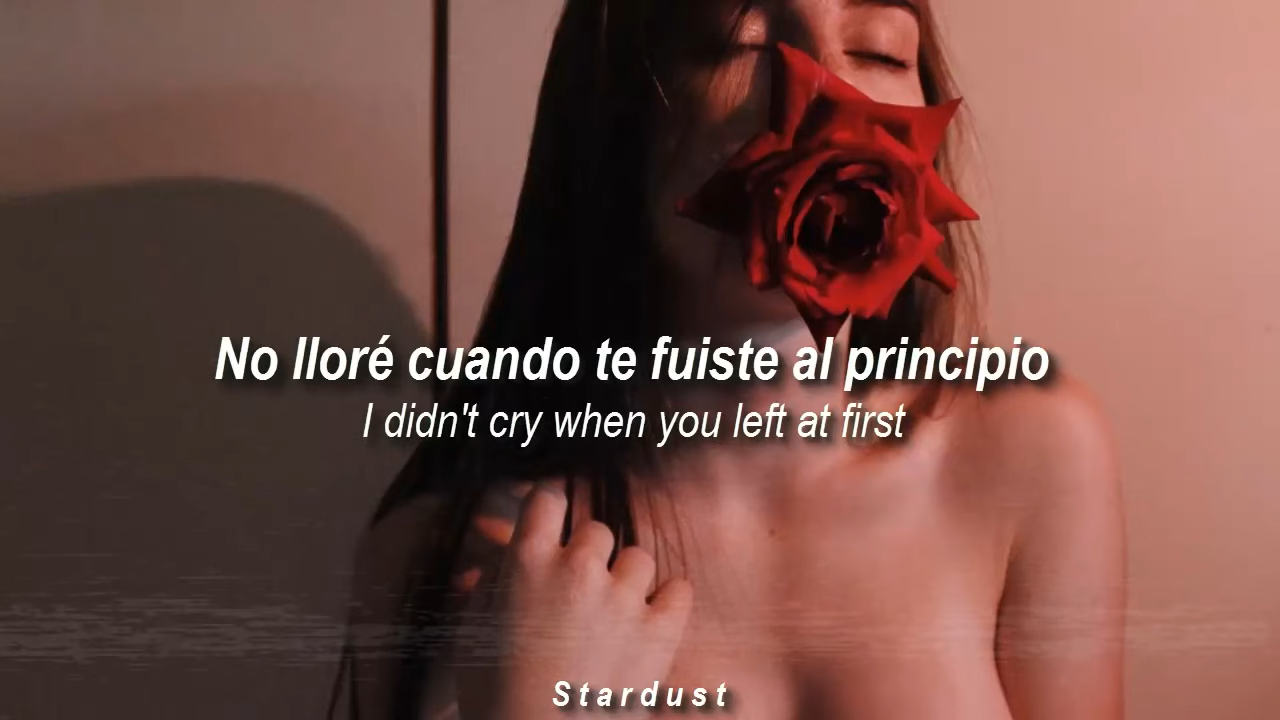 No lloré cuando te fuiste al principio
I didn't cry when you left at first
Stardust